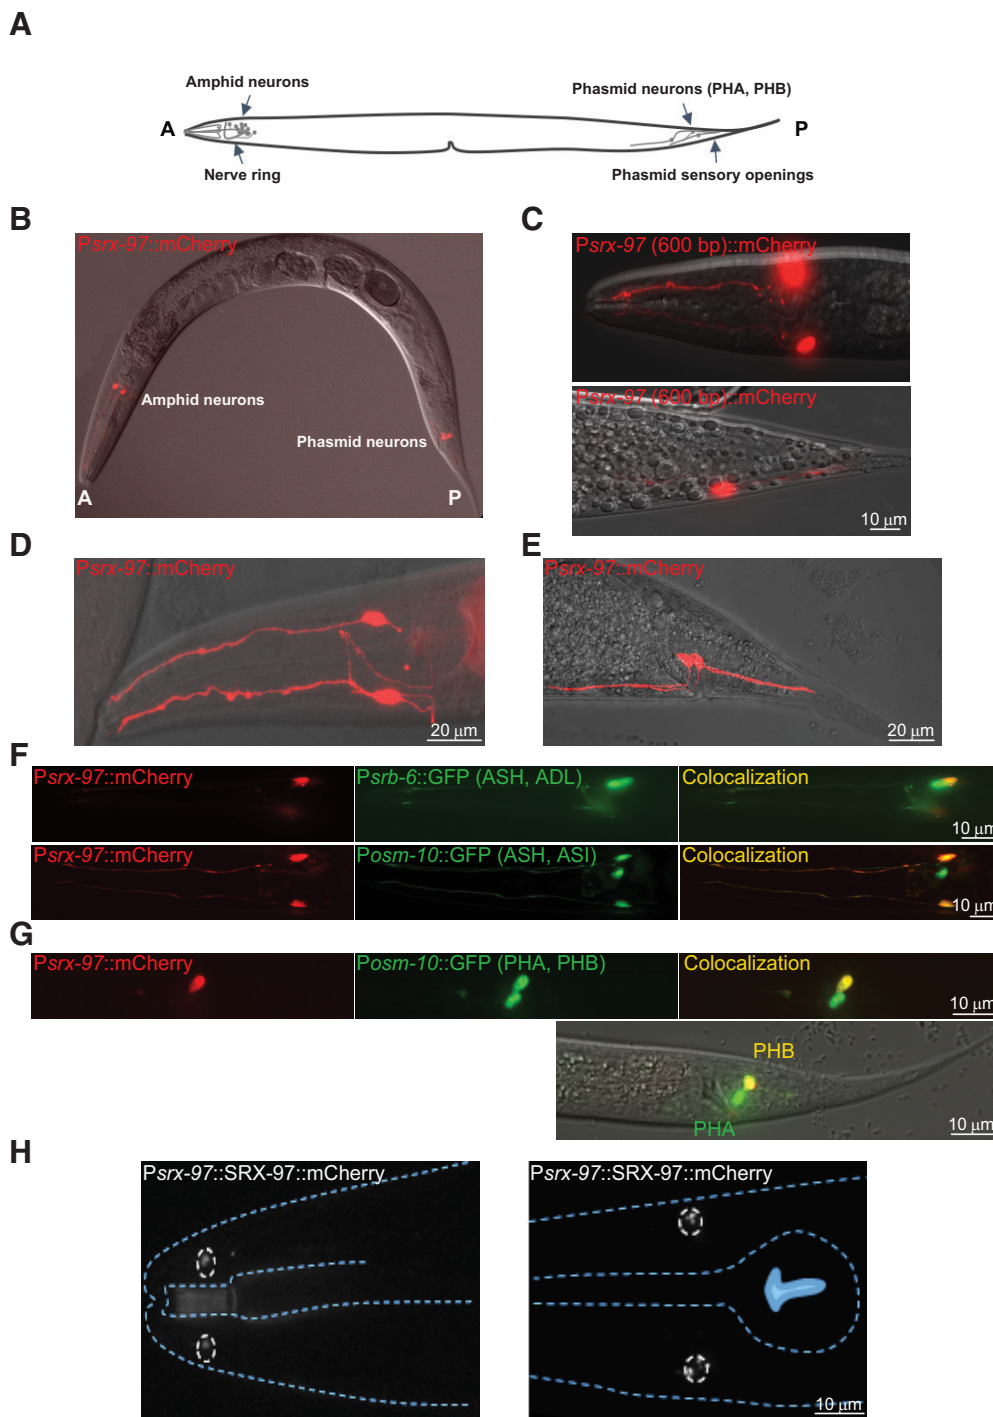 A
Amphid neurons
Phasmid neurons (PHA, PHB)
A
P
Nerve ring
Phasmid sensory openings
B
Psrx-97::mCherry
Amphid neurons
Phasmid neurons
A
P
C
Psrx-97 (600 bp)::mCherry
Psrx-97 (600 bp)::mCherry
10 μm
D
Psrx-97::mCherry
20 μm
E
Psrx-97::mCherry
20 μm
F
Psrx-97::mCherry
Psrb-6::GFP (ASH, ADL)
Colocalization
10 μm
Psrx-97::mCherry
Posm-10::GFP (ASH, ASI)
Colocalization
10 μm
G
Psrx-97::mCherry
Posm-10::GFP (PHA, PHB)
Colocalization
10 μm
PHB
PHA
10 μm
H
Psrx-97::SRX-97::mCherry
Psrx-97::SRX-97::mCherry
10 μm